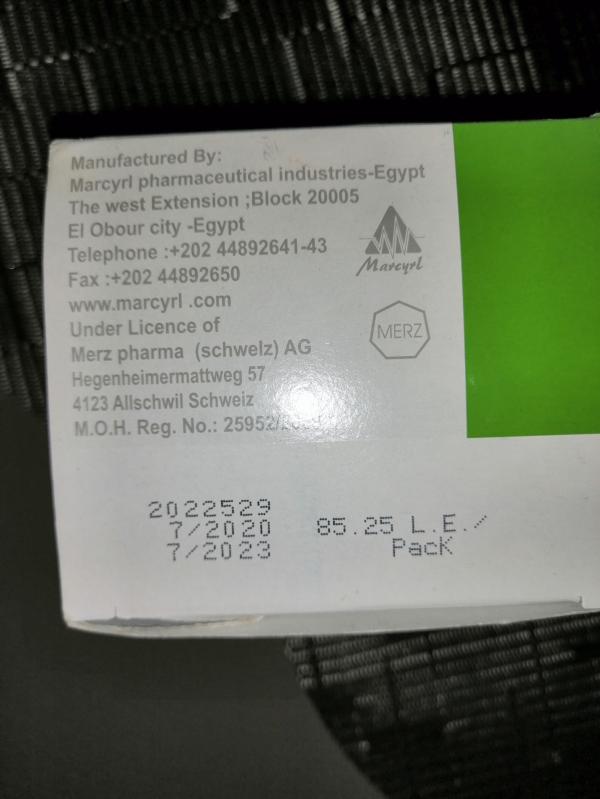 Manufactured By:
Marcyrl pharmaceutical industries-Egypt
The west Extension ;Block 20005
El Obour city -Egypt
Telephone :+202 44892641-43
Fax :+202 44892650
www.marcyrl .com
Under Licence of
Merz pharma (schwelz) AG
Hegenheimermattweg 57
4123 Allschwil Schweiz
M.O.H. Reg. No.:
Marcyrl
MERZ
2022529
7/2020
7/2023
85.25 L.E./
PacK